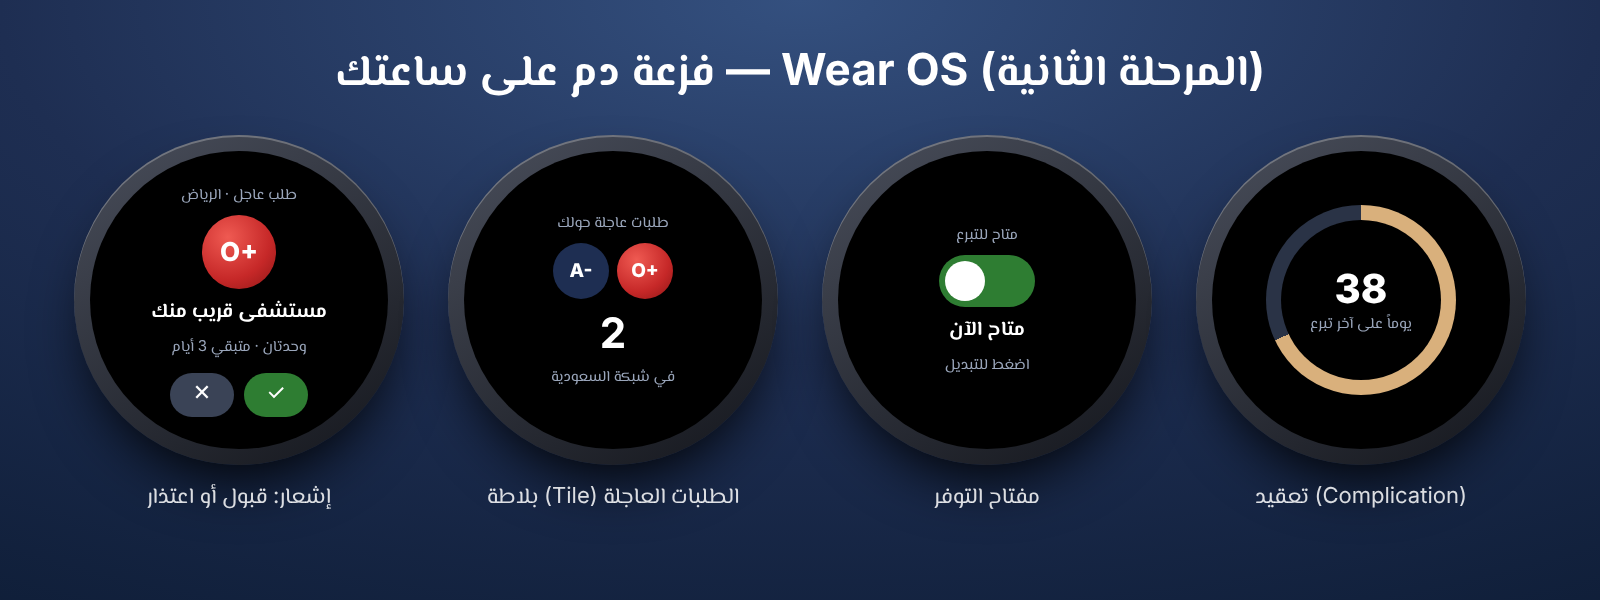 فزعة دم على ساعتك — Wear OS (المرحلة الثانية)
طلب عاجل · الرياض
O+
مستشفى قريب منك
وحدتان · متبقي 3 أيام
✕ ✓
إشعار: قبول أو اعتذار
طلبات عاجلة حولك
A- O+
2
في شبكة السعودية
بلاطة (Tile) الطلبات العاجلة
متاح للتبرع
متاح الآن
اضغط للتبديل
مفتاح التوفر
38
يوماً على آخر تبرع
تعقيد (Complication)